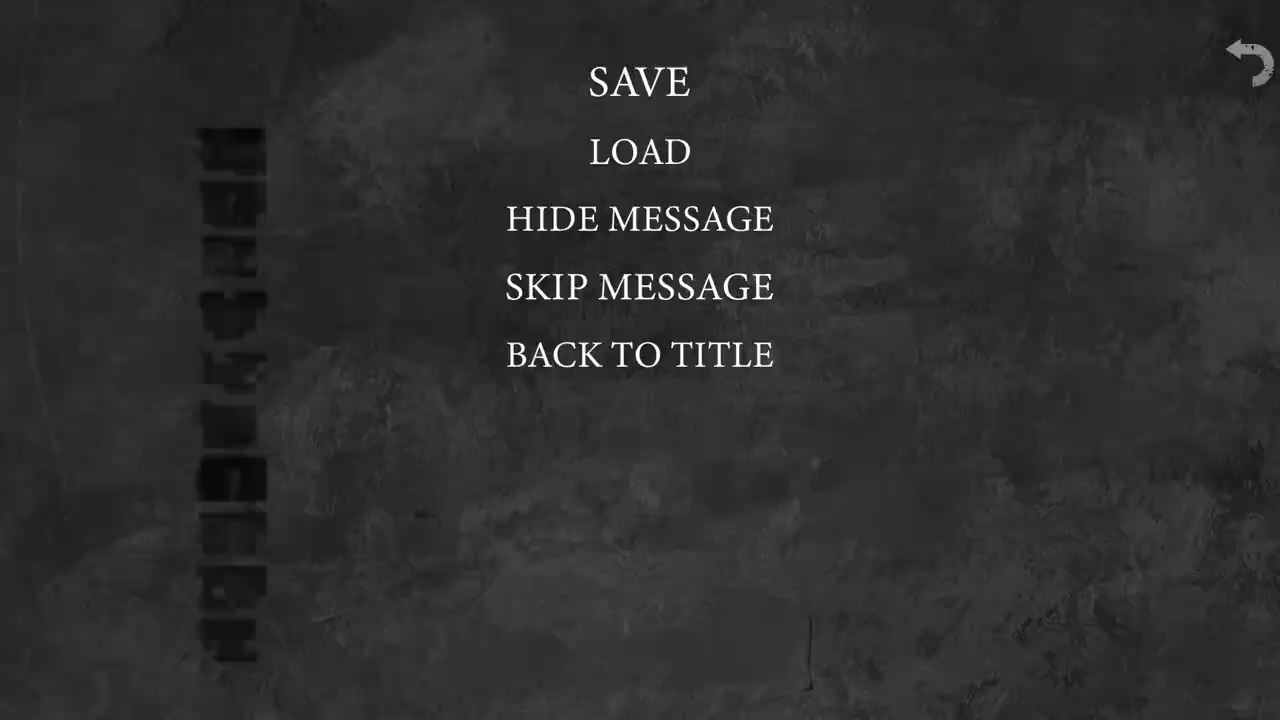 SAVE
LOAD
HIDE MESSAGE
SKIP MESSAGE
BACK TO TITLE